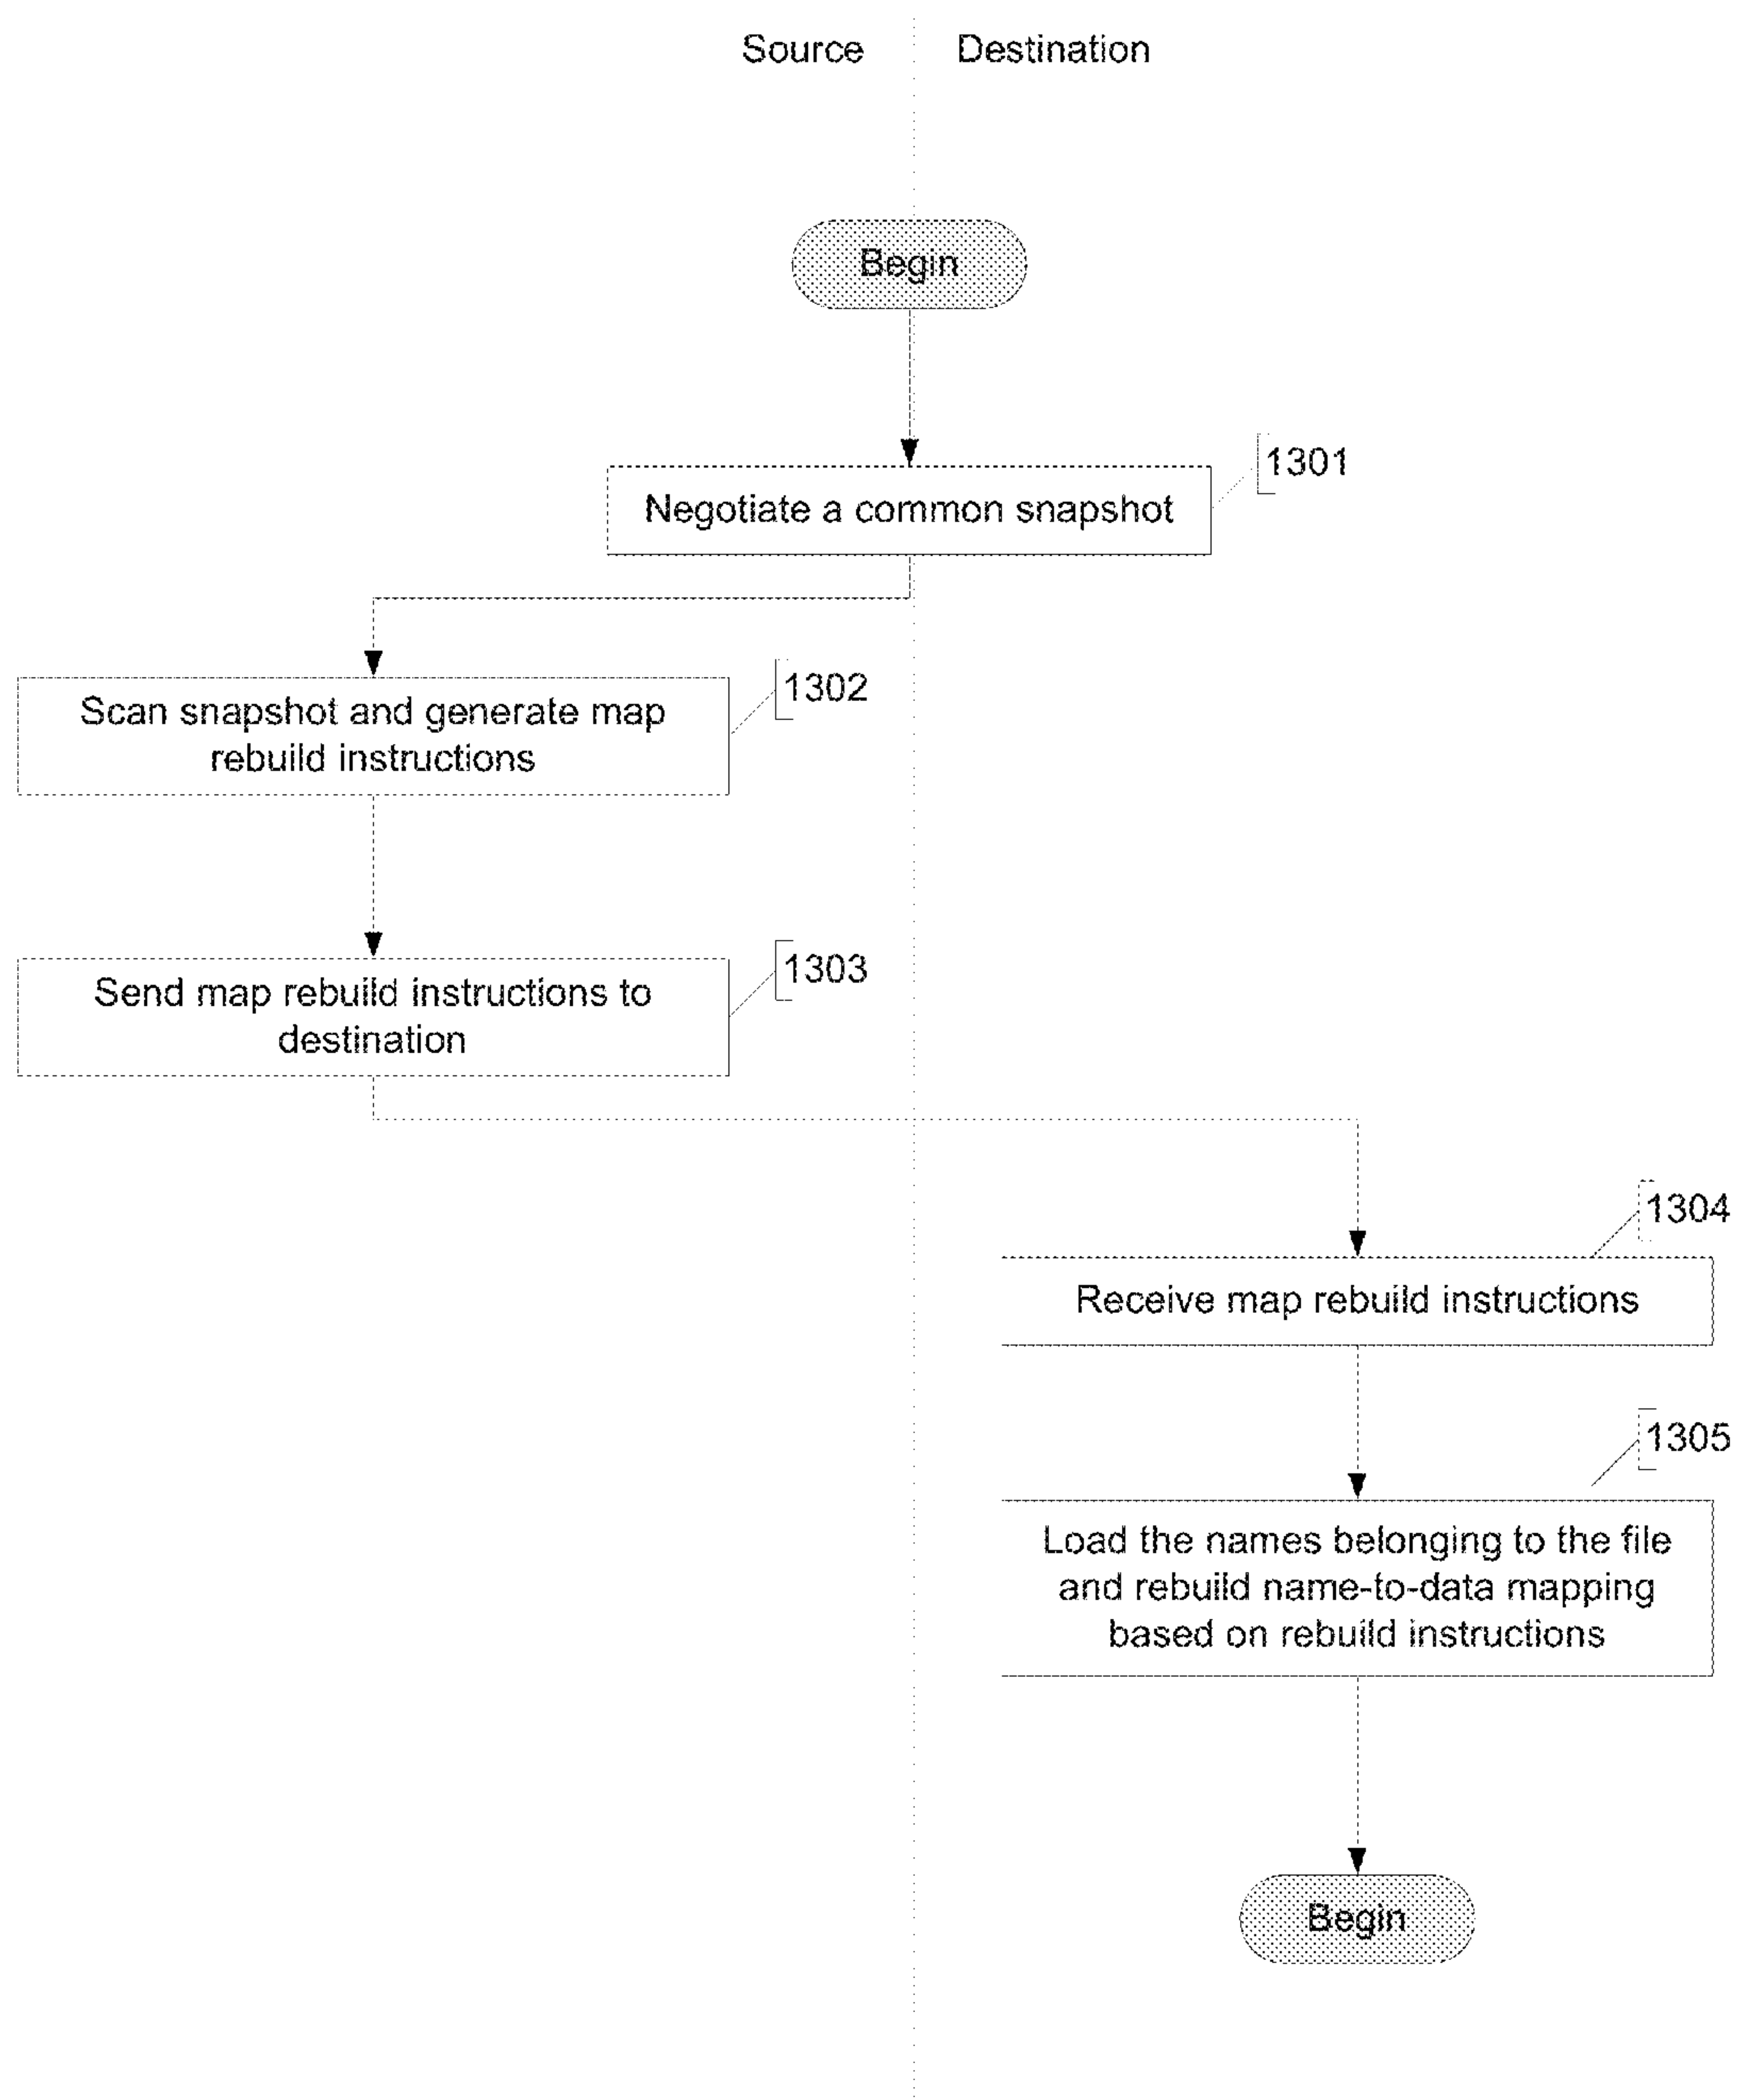 Source
Destination
Begin
1301
Negotiate a common snapshot
1302
Scan snapshot and generate map
rebuild instructions
1303
Send map rebuild instructions to
destination
1304
Receive map rebuild instructions
1305
Load the names belonging to the file
and rebuild name-to-data mapping
based on rebuild instructions
Begin